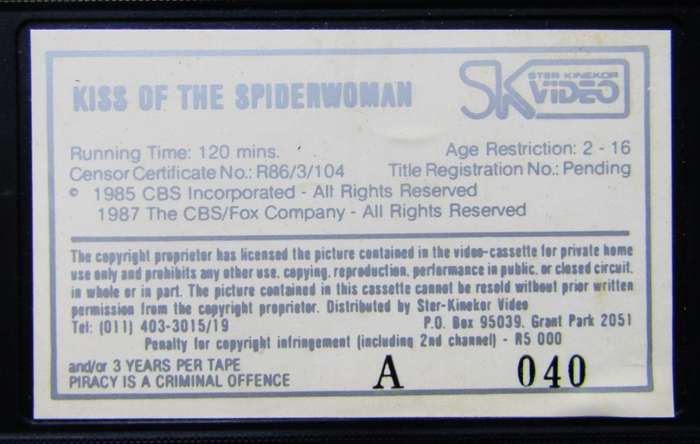 KISS OF THE SPIDERWOMAN
SK STER KINEKOR VIDEO
Running Time: 120 mins. Age Restriction: 2 - 16
Censor Certificate No.: R86/3/104 Title Registration No.: Pending
© 1985 CBS Incorporated - All Rights Reserved
1987 The CBS/Fox Company - All Rights Reserved
The copyright proprietor has licensed the picture contained in the video-cassette for private home
use only and prohibits any other use, copying, reproduction, performance in public, or closed circuit,
in whole or in part. The picture contained in this cassette cannot be resold without prior written
permission from the copyright proprietor. Distributed by Ster-Kinekor Video
Tel: (011) 403-3015/19 P.O. Box 95039, Grant Park 2051
Penalty for copyright infringement (including 2nd channel) - R5 000
and/or 3 YEARS PER TAPE
PIRACY IS A CRIMINAL OFFENCE A 040